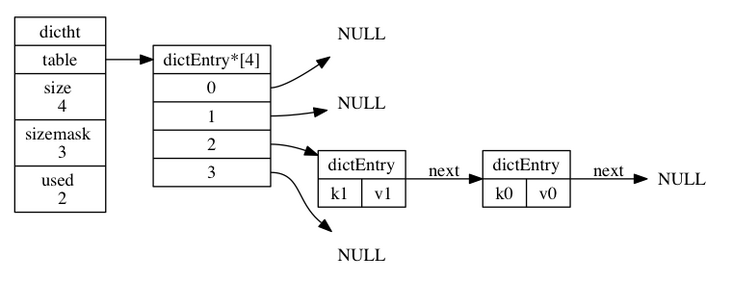 dictht
table
size
4
sizemask
3
used
2
dictEntry*[4]
0
1
2
3
NULL
NULL
dictEntry
k1 v1
next
dictEntry
k0 v0
next
NULL
NULL